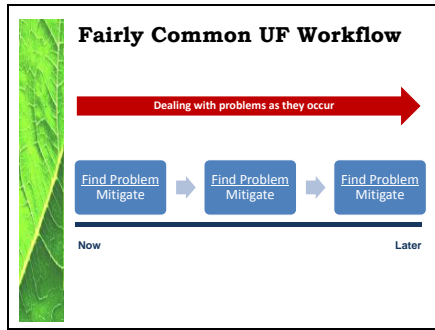 Fairly Common UF Workflow
Dealing with problems as they occur
Find Problem
Mitigate
Find Problem
Mitigate
Find Problem
Mitigate
Now
Later